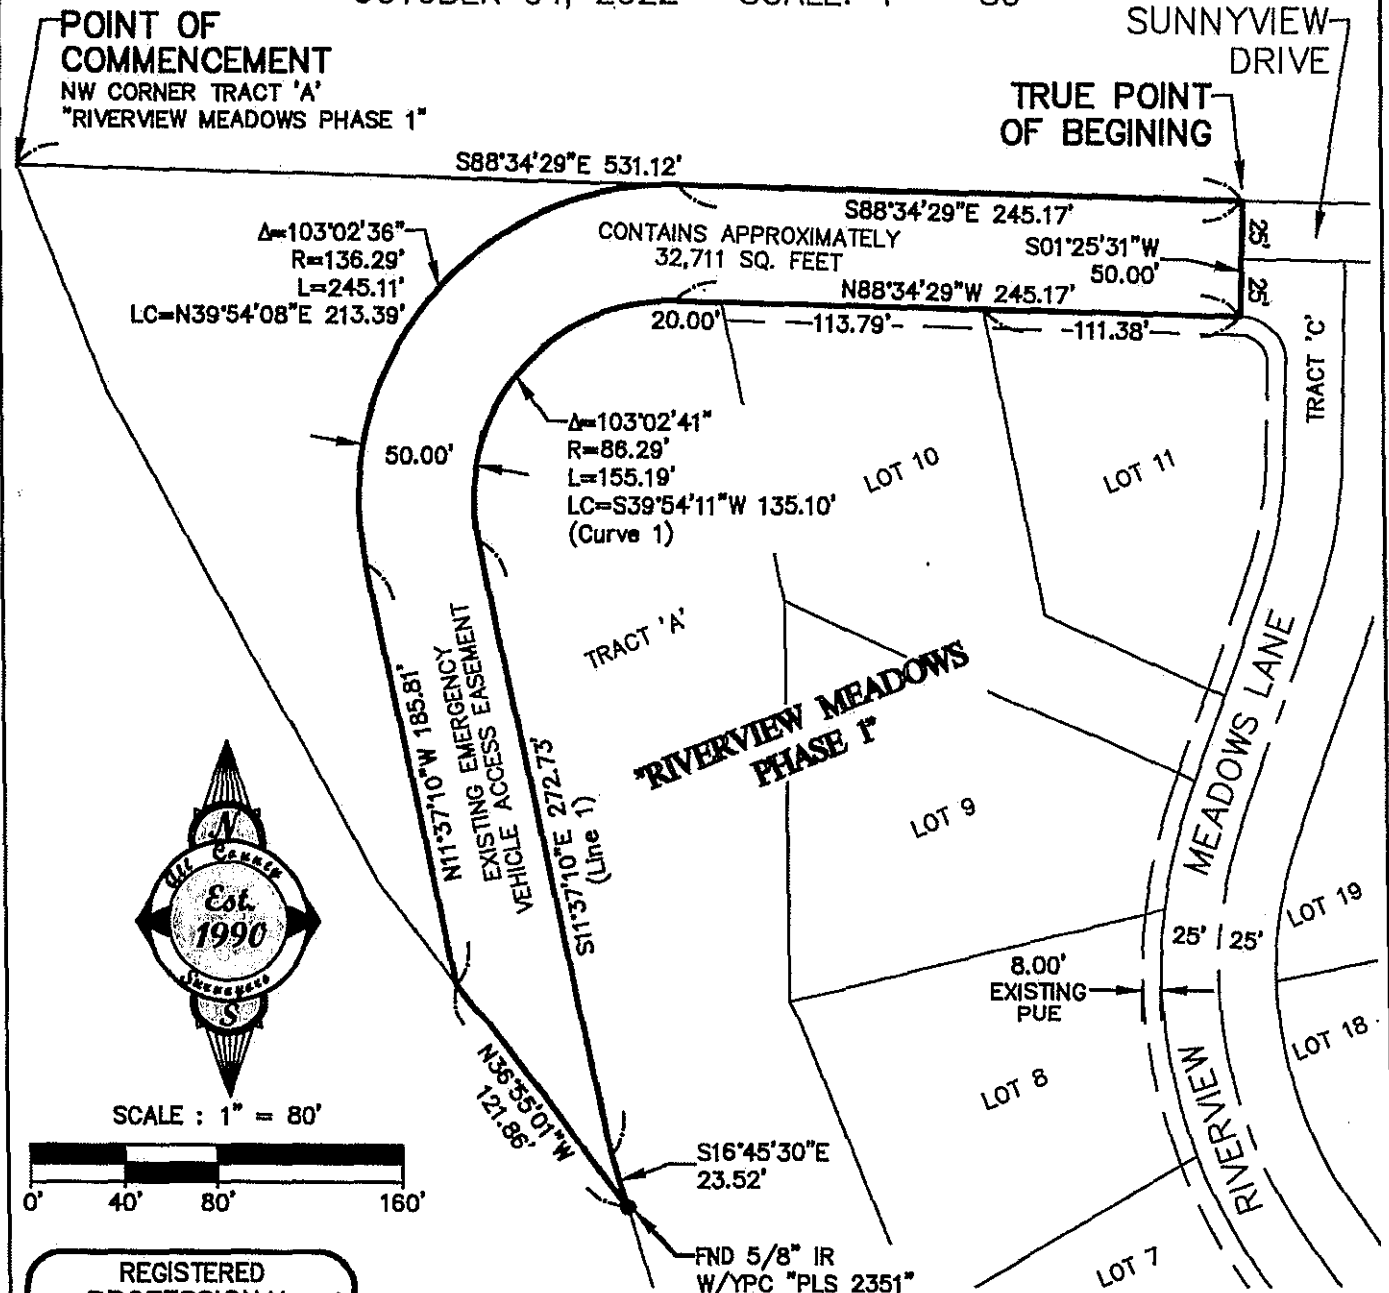 POINT OF
COMMENCEMENT
NW CORNER TRACT 'A'
"RIVERVIEW MEADOWS PHASE 1"
SUNNYVIEW
DRIVE
TRUE POINT
OF BEGINING
S88°34'29"E 531.12'
S88°34'29"E 245.17'
CONTAINS APPROXIMATELY
32,711 SQ. FEET
S01°25'31"W
50.00'
25'
25'
N88°34'29"W 245.17'
20.00'
113.79'
111.38'
TRACT 'C'
Δ=103°02'36"
R=136.29'
L=245.11'
LC=N39°54'08"E 213.39'
50.00'
Δ=103°02'41"
R=86.29'
L=155.19'
LC=S39°54'11"W 135.10'
(Curve 1)
LOT 10
LOT 11
TRACT 'A'
"RIVERVIEW MEADOWS
PHASE 1"
N11°37'10"W 185.81'
EXISTING EMERGENCY
VEHICLE ACCESS EASEMENT
S11°37'10"E 272.73'
(Line 1)
LOT 9
RIVERVIEW MEADOWS LANE
25'
25'
LOT 19
8.00'
EXISTING
PUE
LOT 18
LOT 8
LOT 7
N
All County
Est.
1990
Surveyors
S
N36°55'01"W
121.86'
S16°45'30"E
23.52'
FND 5/8" IR
W/YPC "PLS 2351"
SCALE : 1" = 80'
0'
40'
80'
160'
REGISTERED